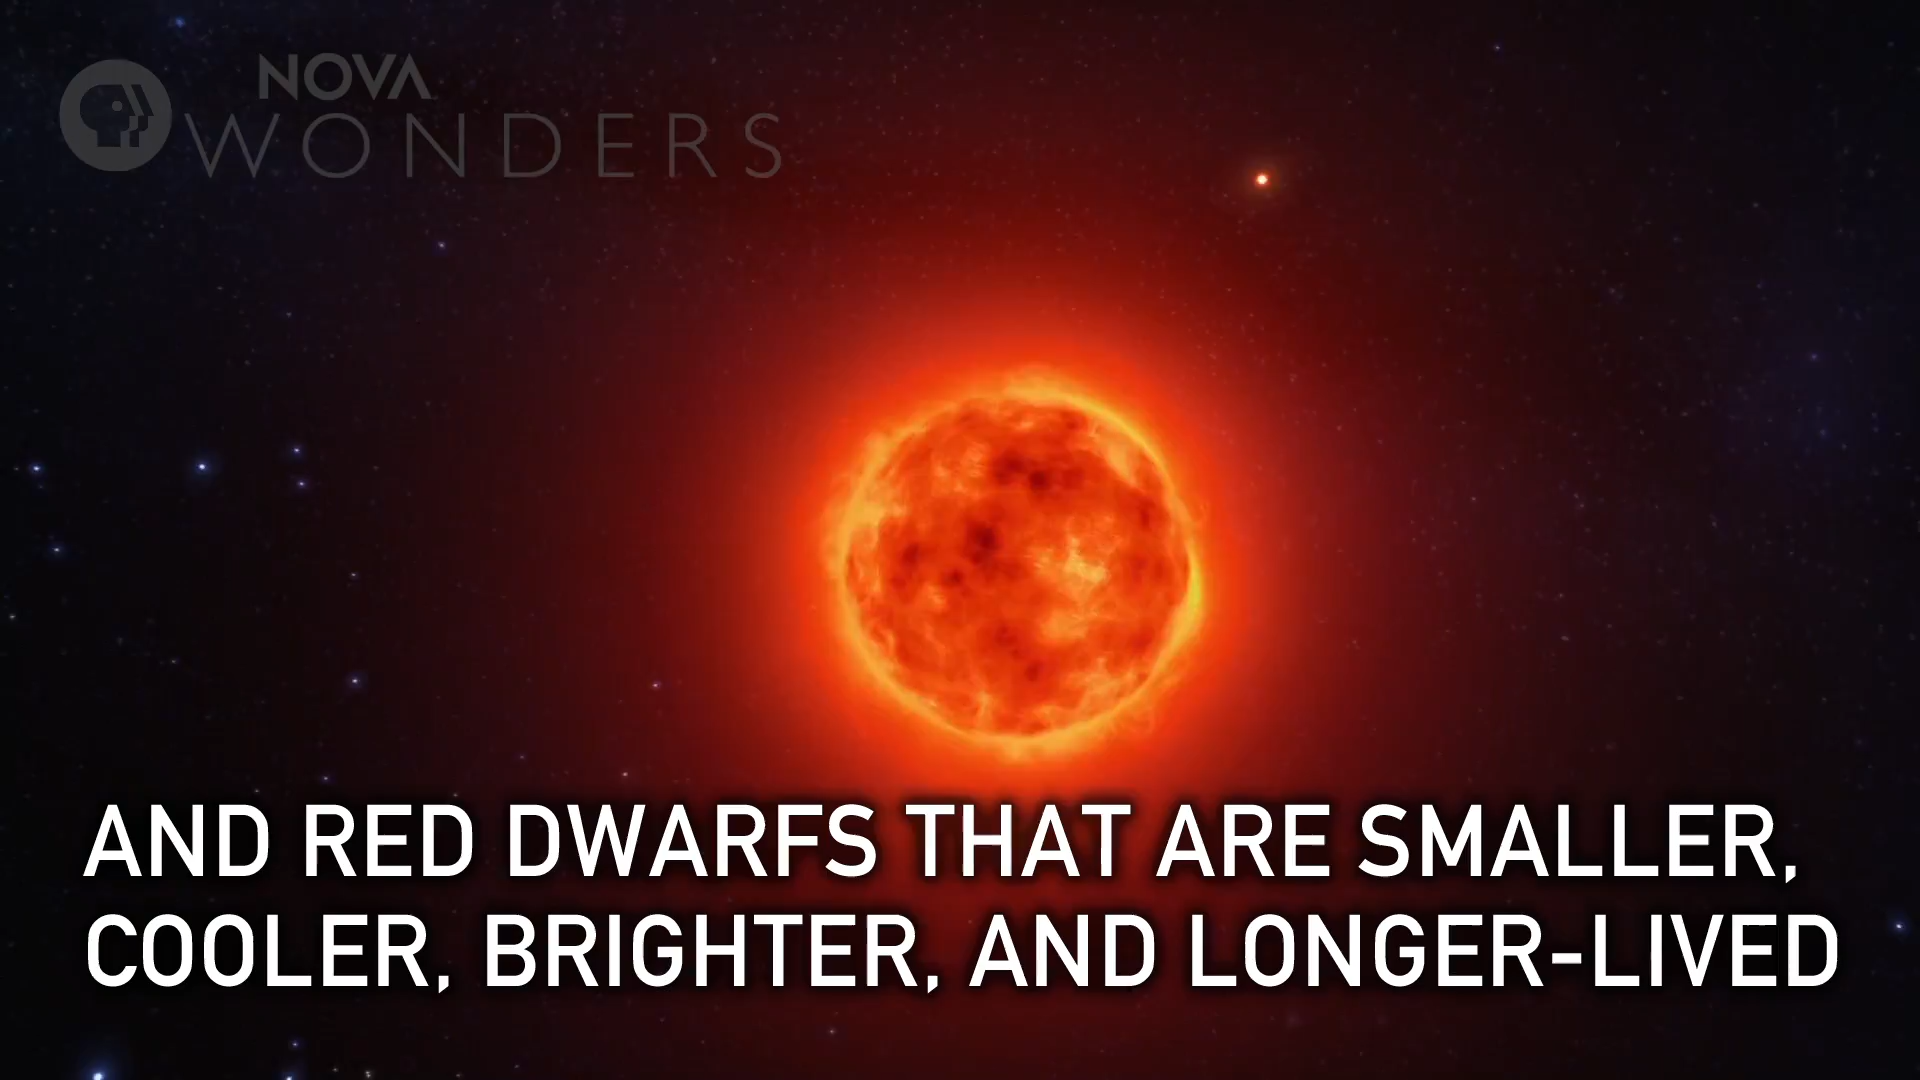 NOVA
WONDERS
AND RED DWARFS THAT ARE SMALLER,
COOLER, BRIGHTER, AND LONGER-LIVED